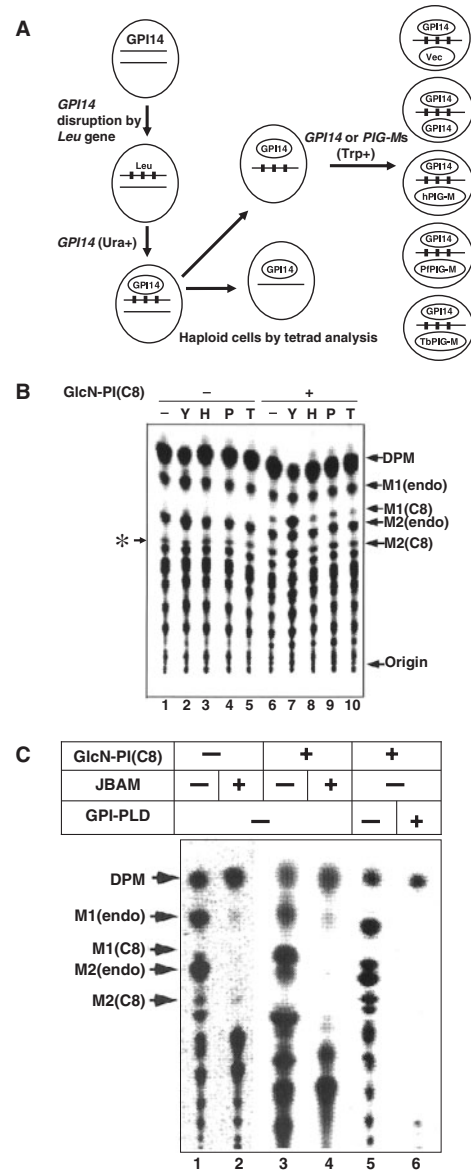 A
GPI14
GPI14
disruption by
Leu gene
Leu
GPI14 (Ura+)
GPI14
GPI14
GPI14
GPI14 or PIG-Ms
(Trp+)
Haploid cells by tetrad analysis
GPI14
Vec
GPI14
GPI14
GPI14
hPIG-M
GPI14
PfPIG-M
GPI14
TbPIG-M
B
GlcN-PI(C8) – +
– Y H P T – Y H P T
DPM
M1(endo)
M1(C8)
M2(endo)
* M2(C8)
Origin
1 2 3 4 5 6 7 8 9 10
C
GlcN-PI(C8) – + +
JBAM – + – + –
GPI-PLD – – +
DPM
M1(endo)
M1(C8)
M2(endo)
M2(C8)
1 2 3 4 5 6